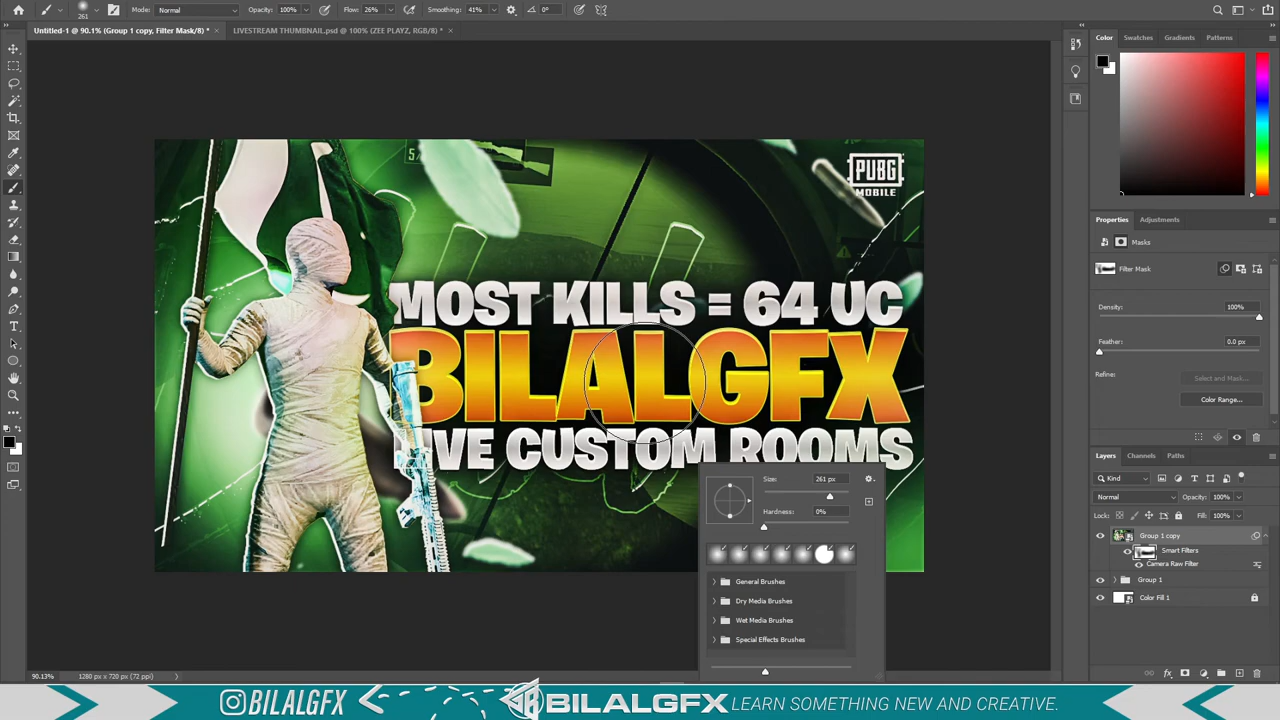 Mode: Normal Opacity: 100% Flow: 26% Smoothing: 41% 0°
261
Untitled-1 @ 90.1% (Group 1 copy, Filter Mask/8) * ×
LIVESTREAM THUMBNAIL.psd @ 100% (ZEE PLAYZ, RGB/8) * ×
Color Swatches Gradients Patterns
PUBG
MOBILE
MOST KILLS = 64 UC
BILALGFX
LIVE CUSTOM ROOMS
Properties Adjustments
Masks
Filter Mask
Density: 100%
Feather: 0.0 px
Refine: Select and Mask...
Color Range...
Size: 261 px
Hardness: 0%
General Brushes
Dry Media Brushes
Wet Media Brushes
Special Effects Brushes
Layers Channels Paths
Kind
Normal Opacity: 100%
Lock: Fill: 100%
Group 1 copy
Smart Filters
Camera Raw Filter
Group 1
Color Fill 1
90.13% 1280 px x 720 px (72 ppi)
BILALGFX
BILALGFX LEARN SOMETHING NEW AND CREATIVE.